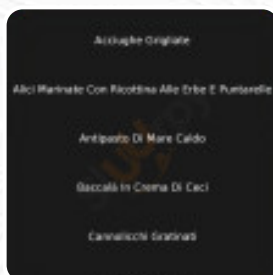 Acciughe Grigliate
Alici Marinate Con Ricottina Alle Erbe E Puntarelle
Antipasto Di Mare Caldo
Baccalà In Crema Di Ceci
Cannolicchi Gratinati